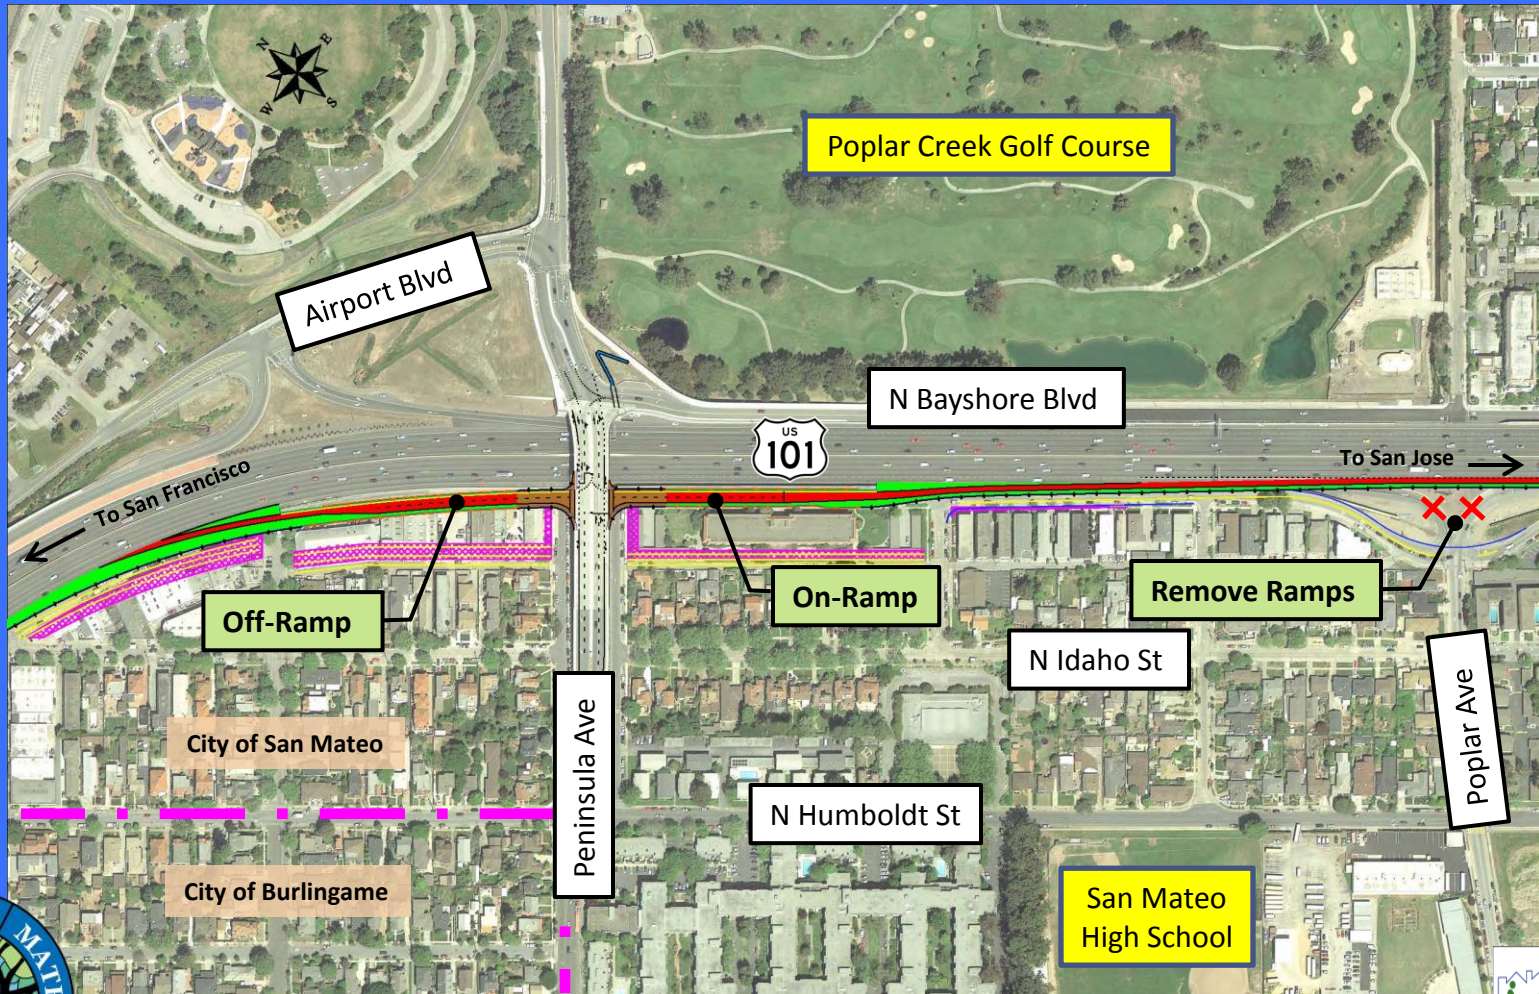 N
E
W
S
Poplar Creek Golf Course
Airport Blvd
N Bayshore Blvd
US
101
To San Francisco
To San Jose
Off-Ramp
On-Ramp
Remove Ramps
N Idaho St
Poplar Ave
City of San Mateo
Peninsula Ave
N Humboldt St
City of Burlingame
San Mateo
High School
MAT